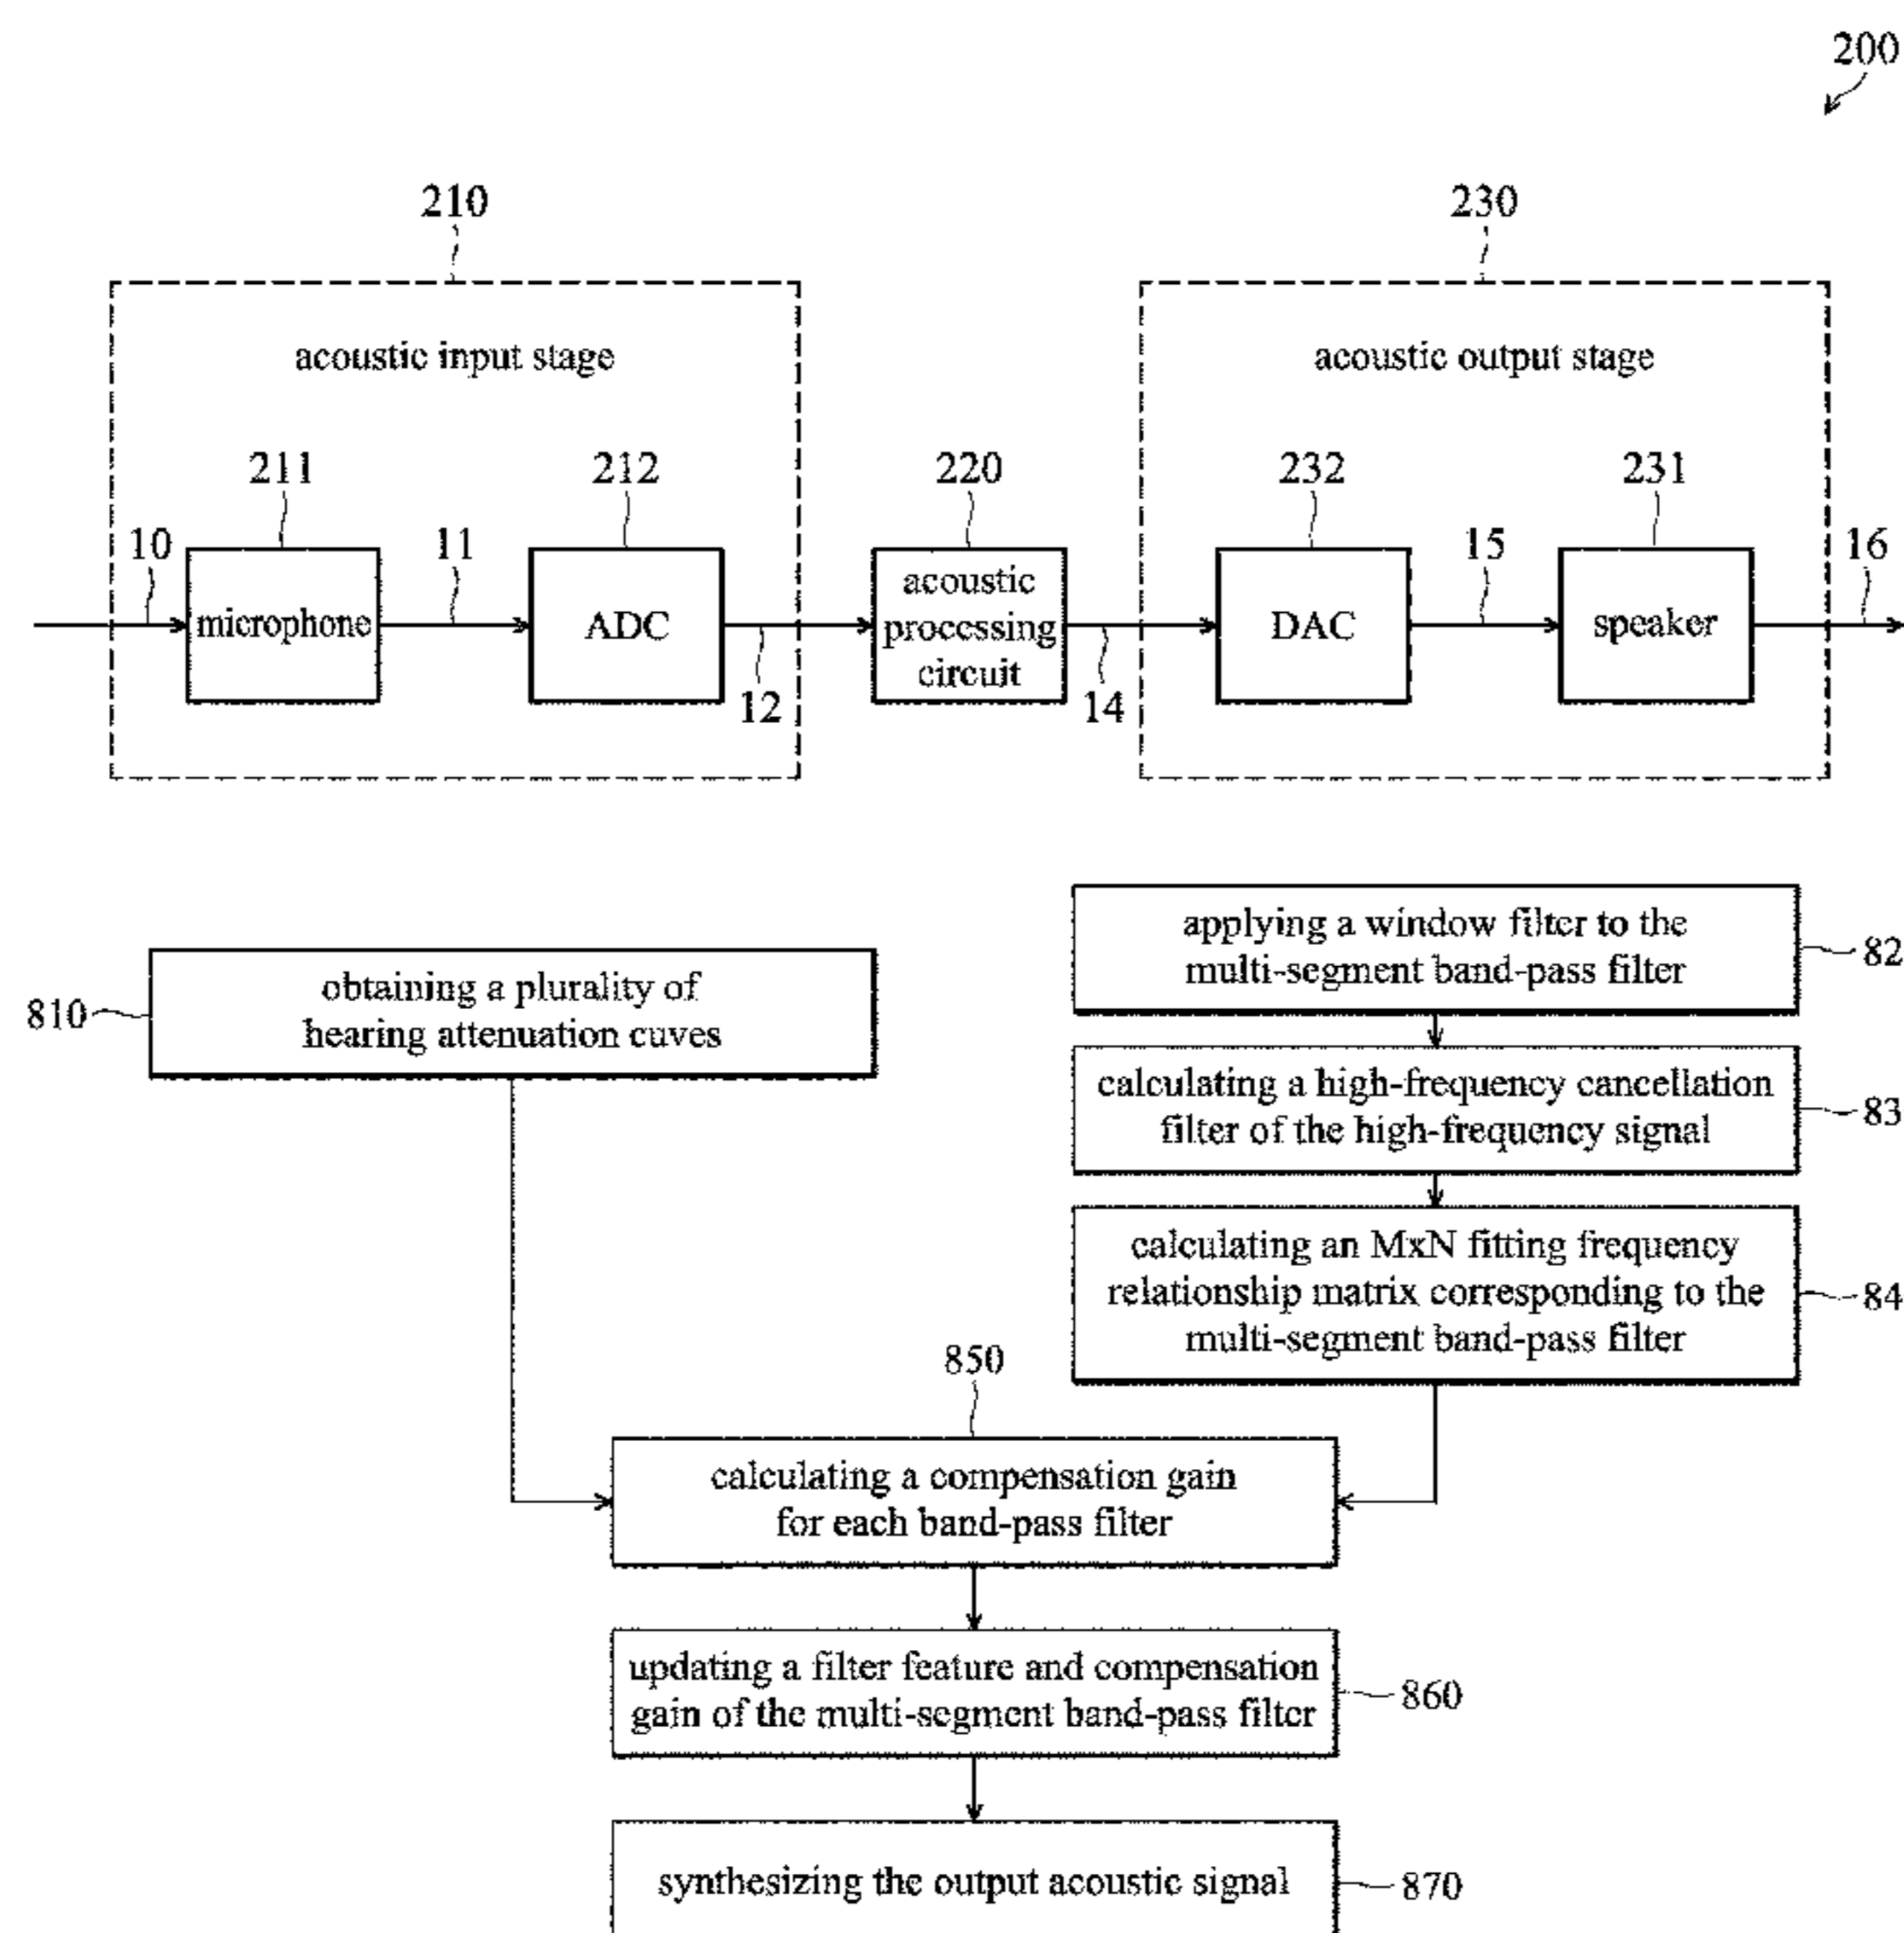 200
210
230
acoustic input stage
acoustic output stage
211
212
220
232
231
10
11
15
16
microphone
ADC
acoustic
processing
circuit
DAC
speaker
12
14
applying a window filter to the
multi-segment band-pass filter
82
810
obtaining a plurality of
hearing attenuation cuves
calculating a high-frequency cancellation
filter of the high-frequency signal
83
calculating an MxN fitting frequency
relationship matrix corresponding to the
multi-segment band-pass filter
84
850
calculating a compensation gain
for each band-pass filter
updating a filter feature and compensation
gain of the multi-segment band-pass filter
860
synthesizing the output acoustic signal
870